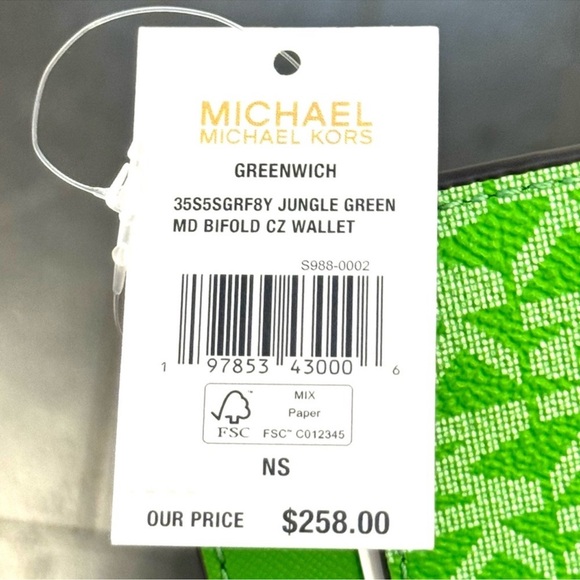 MICHAEL
MICHAEL KORS
GREENWICH
35S5SGRF8Y JUNGLE GREEN
MD BIFOLD CZ WALLET
S988-0002
1 97853 43000 6
FSC
MIX
Paper
FSC™ C012345
NS
OUR PRICE $258.00